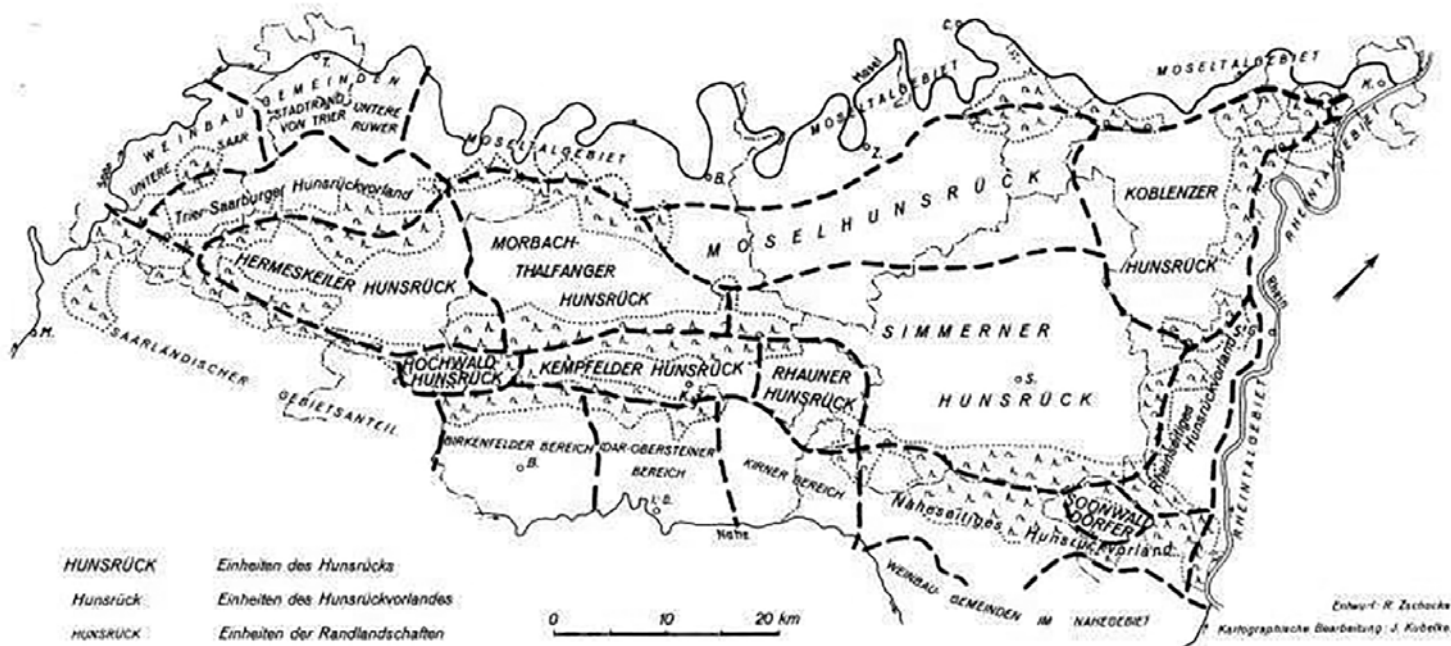 C.
Mosel
MOSELTALGEBIET
K.
T.
WEINBAU GEMEINDEN
STADTRAND
VON TRIER
UNTERE
RUWER
UNTERE SAAR
Saar
MOSELTALGEBIET
MOSELTALGEBIET
B.
Z.
RHEINTALGEBIET
Trier-Saarburger Hunsrückvorland
MOSELHUNSRÜCK
KOBLENZER
HUNSRÜCK
HERMESKEILER HUNSRÜCK
MORBACH-
THALFANGER
HUNSRÜCK
Rhein
SIMMERNER
HUNSRÜCK
S.
St.G.
M.
SAARLÄNDISCHER
GEBIETSANTEIL
HOCHWALD
HUNSRÜCK
KEMPFELDER HUNSRÜCK
K.
RHAUNER
HUNSRÜCK
Rheinseitiges
Hunsrückvorland
RHEINTALGEBIET
BIRKENFELDER BEREICH
B.
IDAR-OBERSTEINER
BEREICH
I.O.
KIRNER BEREICH
Nahe
Naheseitiges Hunsrückvorland
SOONWALD
DÖRFER
WEINBAU-GEMEINDEN IM NAHEGEBIET
HUNSRÜCK Einheiten des Hunsrücks
Hunsrück Einheiten des Hunsrückvorlandes
HUNSRÜCK Einheiten der Randlandschaften
0 10 20 km
Entwurf: R. Zschocke
Kartographische Bearbeitung: J. Kubelke